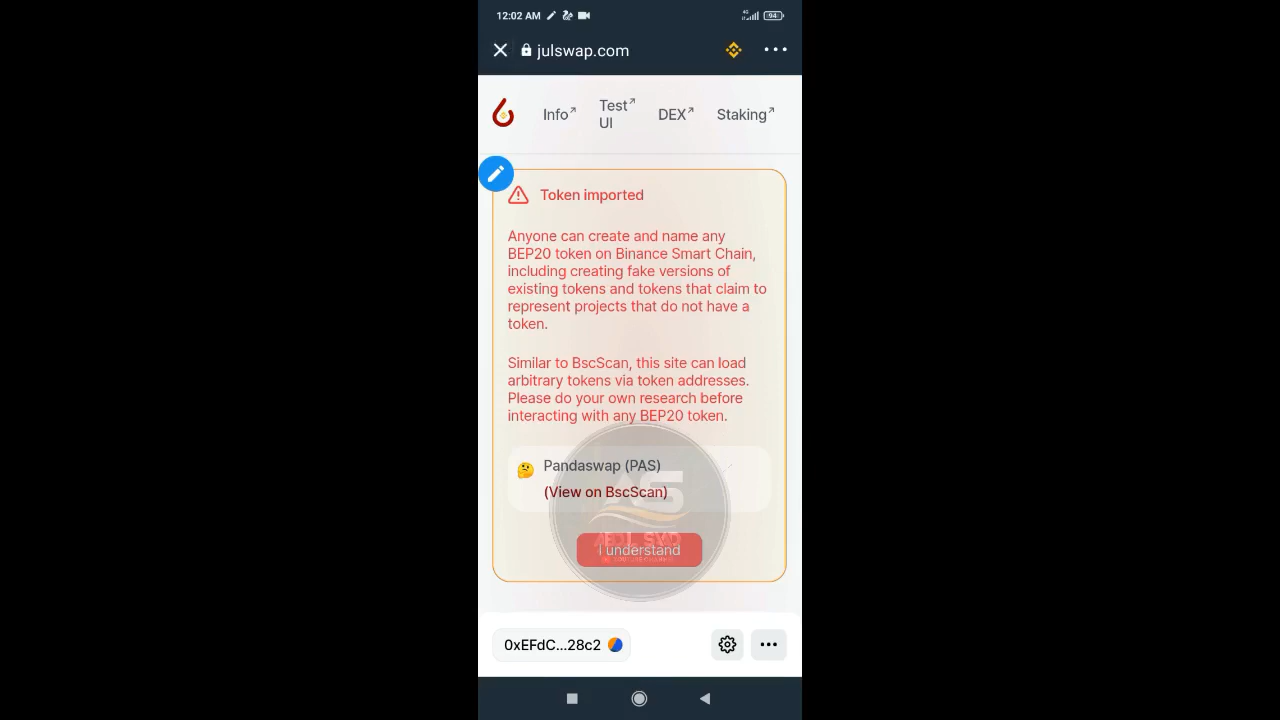 12:02 AM
4G
94
julswap.com
Info↗
Test↗
UI
DEX↗
Staking↗
Token imported
Anyone can create and name any
BEP20 token on Binance Smart Chain,
including creating fake versions of
existing tokens and tokens that claim to
represent projects that do not have a
token.
Similar to BscScan, this site can load
arbitrary tokens via token addresses.
Please do your own research before
interacting with any BEP20 token.
Pandaswap (PAS)
(View on BscScan)
AS
I understand
0xEFdC...28c2